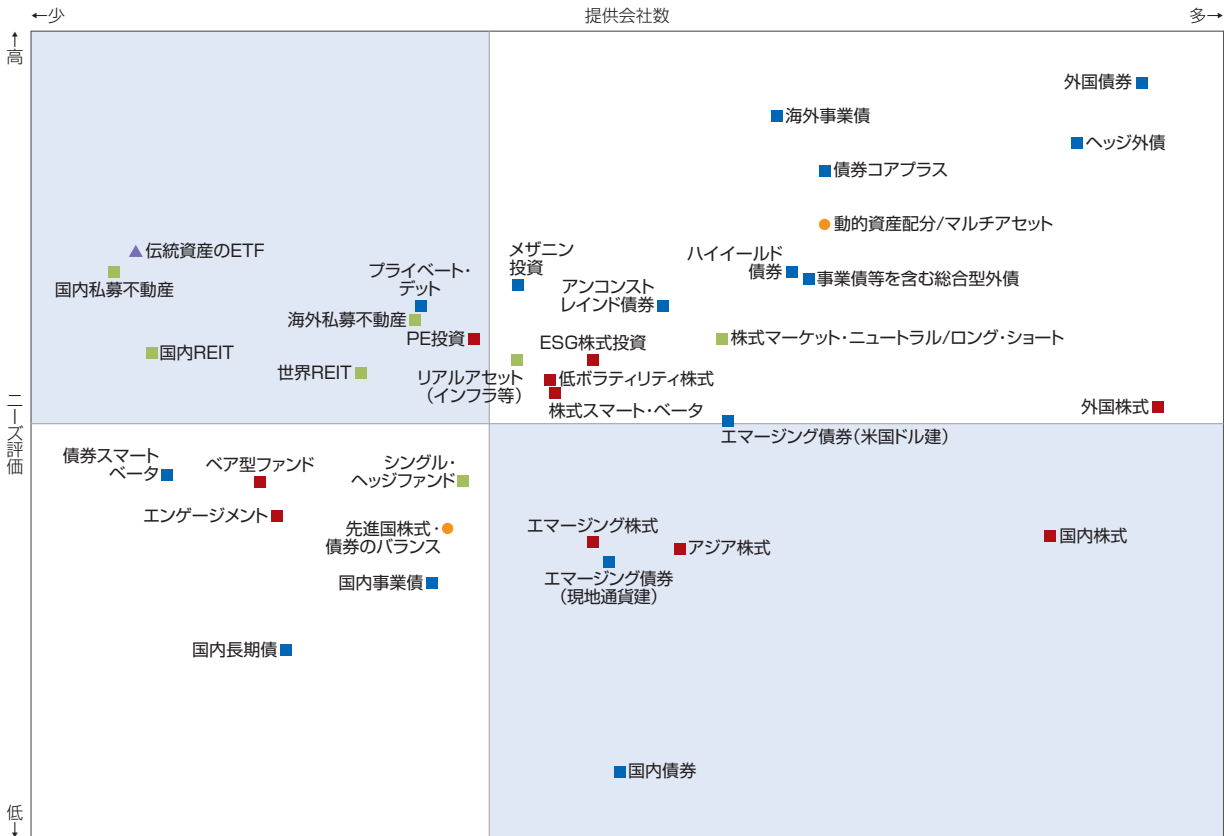 ←少
提供会社数
多→
↑
高
外国債券
海外事業債
ヘッジ外債
債券コアプラス
動的資産配分/マルチアセット
伝統資産のETF
国内私募不動産
プライベート・
デット
メザニン
投資
アンコンスト
レインド債券
ハイイールド
債券
事業債等を含む総合型外債
海外私募不動産
PE投資
ESG株式投資
株式マーケット・ニュートラル/ロング・ショート
国内REIT
世界REIT
リアルアセット
（インフラ等）
低ボラティリティ株式
株式スマート・ベータ
外国株式
エマージング債券（米国ドル建）
ニーズ評価
債券スマート
ベータ
ベア型ファンド
シングル・
ヘッジファンド
エンゲージメント
先進国株式・
債券のバランス
エマージング株式
アジア株式
国内株式
国内事業債
エマージング債券
（現地通貨建）
国内長期債
国内債券
低
↓